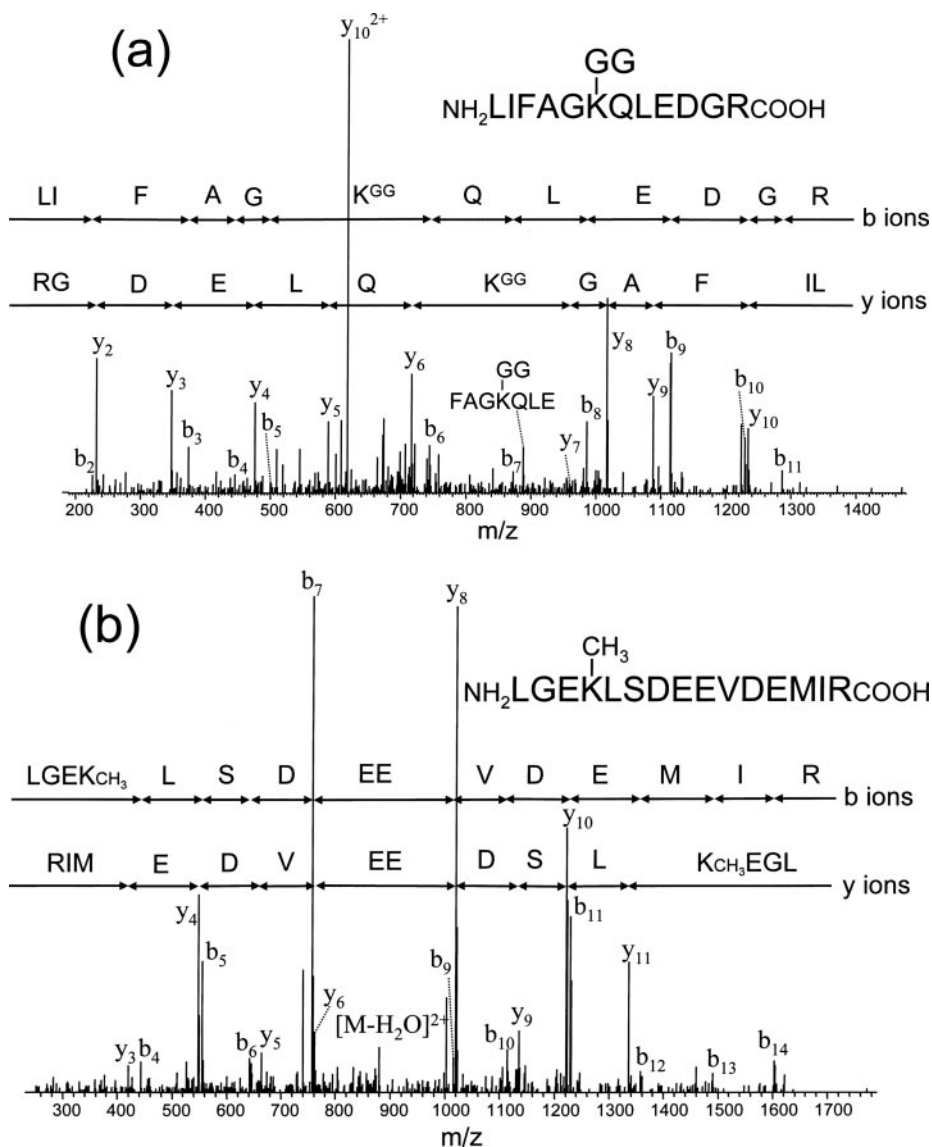 (a)
y₁₀²⁺
GG
NH₂LIFAGKQLEDGRCOOH
LI F A G Kᴳᴳ Q L E D G R
b ions
RG D E L Q Kᴳᴳ G A F IL
y ions
y₂ y₃ y₄ y₅ y₆ y₈ b₉
b₂ b₃ b₄ b₅ b₆ b₇ y₇ b₈ y₉ b₁₀ y₁₀ b₁₁
GG
FAGKQLE
200 300 400 500 600 700 800 900 1000 1100 1200 1300 1400
m/z
(b)
b₇ y₈
CH₃
NH₂LGEKLSDEEVDEMIRCOOH
LGEKCH₃ L S D EE V D E M I R
b ions
y₁₀
RIM E D V EE D S L KCH₃EGL
y ions
y₄ b₅ b₁₁
b₉ y₁₁
y₃ b₄ b₆ y₅ y₆ [M-H₂O]²⁺ b₁₀ y₉ b₁₂ b₁₃ b₁₄
300 400 500 600 700 800 900 1000 1100 1200 1300 1400 1500 1600 1700
m/z